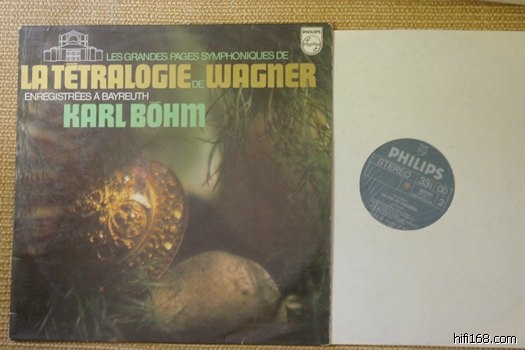 LES GRANDES PAGES SYMPHONIQUES DE
PHILIPS
LA TÉTRALOGIE DE WAGNER
ENREGISTRÉES A BAYREUTH
KARL BÖHM
PHILIPS
STEREO 33
2
hifi168.com